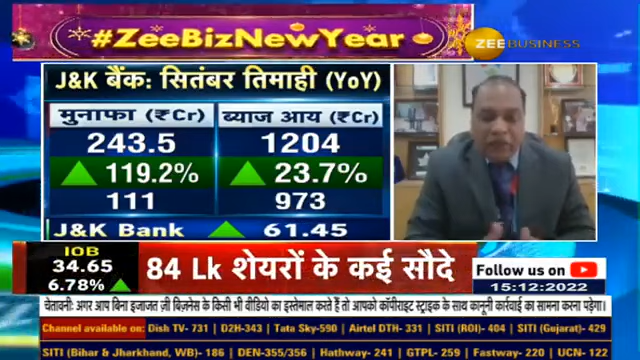 #ZeeBizNewYear
ZEE BUSINESS
J&K बैंक: सितंबर तिमाही (YoY)
मुनाफा (₹Cr) ब्याज आय (₹Cr)
243.5 1204
119.2% 23.7%
111 973
J&K Bank 61.45
IOB
34.65
6.78%
84 Lk शेयरों के कई सौदे
Follow us on
15:12:2022
चेतावनी: अगर आप बिना इजाजत ज़ी बिज़नेस के किसी भी वीडियो का इस्तेमाल करते हैं तो आपको कॉपीराइट स्ट्राइक के साथ कानूनी कार्रवाई का सामना करना पड़ेगा.
Channel available on: Dish TV- 731 | D2H-343 | Tata Sky-590 | Airtel DTH- 331 | SITI (ROI) - 404 | SITI (Gujarat) - 429
SITI (Bihar & Jharkhand, WB)- 186 | DEN-355/356 | Hathway- 241 | GTPL- 259 | Fastway- 220 | UCN- 122